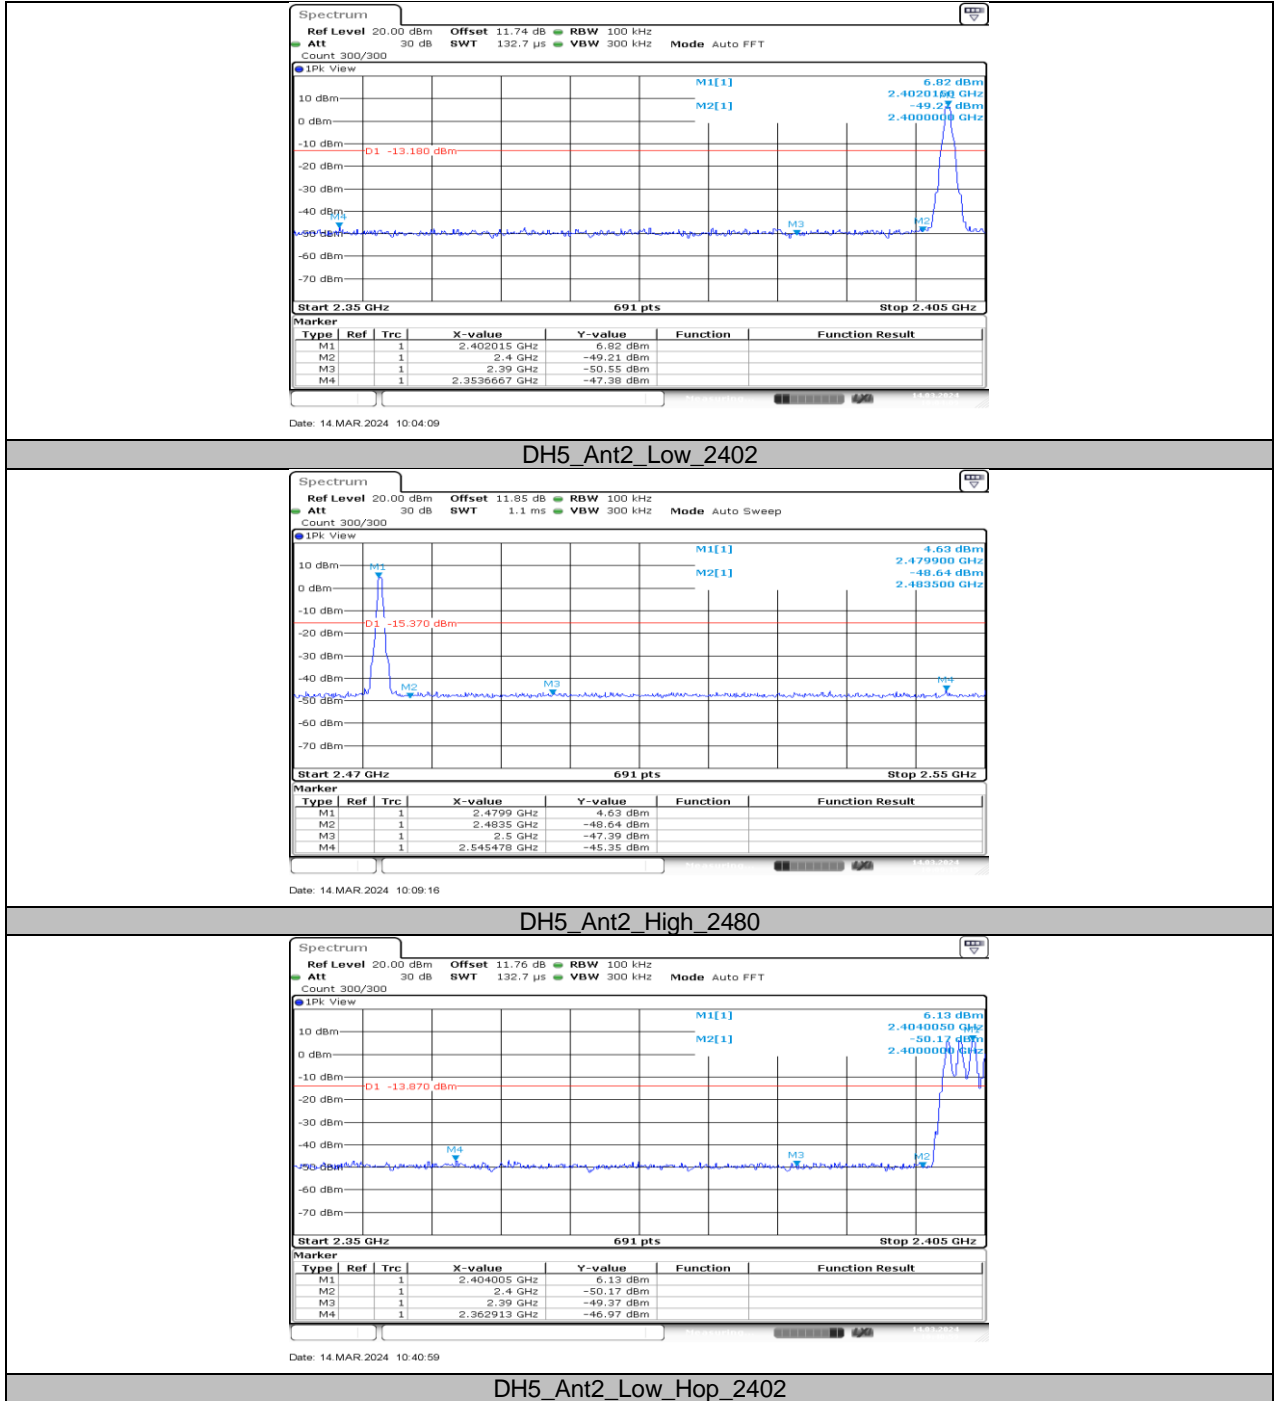 Spectrum
Ref Level 20.00 dBm Offset 11.74 dB RBW 100 kHz
Att 30 dB SWT 132.7 µs VBW 300 kHz Mode Auto FFT
Count 300/300
1Pk View
M1[1] 6.82 dBm
2.4020150 GHz
M2[1] -49.21 dBm
2.4000000 GHz
M1
10 dBm
0 dBm
-10 dBm
D1 -13.180 dBm
-20 dBm
-30 dBm
-40 dBm
M4
M3
M2
-50 dBm
-60 dBm
-70 dBm
Start 2.35 GHz 691 pts Stop 2.405 GHz
Marker
Type Ref Trc X-value Y-value Function Function Result
M1 1 2.402015 GHz 6.82 dBm
M2 1 2.4 GHz -49.21 dBm
M3 1 2.39 GHz -50.55 dBm
M4 1 2.3536667 GHz -47.38 dBm
Date: 14.MAR.2024 10:04:09
DH5_Ant2_Low_2402
Spectrum
Ref Level 20.00 dBm Offset 11.85 dB RBW 100 kHz
Att 30 dB SWT 1.1 ms VBW 300 kHz Mode Auto Sweep
Count 300/300
1Pk View
M1[1] 4.63 dBm
2.479900 GHz
M2[1] -48.64 dBm
2.483500 GHz
10 dBm
M1
0 dBm
-10 dBm
D1 -15.370 dBm
-20 dBm
-30 dBm
-40 dBm
M2
M3
M4
-50 dBm
-60 dBm
-70 dBm
Start 2.47 GHz 691 pts Stop 2.55 GHz
Marker
Type Ref Trc X-value Y-value Function Function Result
M1 1 2.4799 GHz 4.63 dBm
M2 1 2.4835 GHz -48.64 dBm
M3 1 2.5 GHz -47.39 dBm
M4 1 2.545478 GHz -45.35 dBm
Date: 14.MAR.2024 10:09:16
DH5_Ant2_High_2480
Spectrum
Ref Level 20.00 dBm Offset 11.76 dB RBW 100 kHz
Att 30 dB SWT 132.7 µs VBW 300 kHz Mode Auto FFT
Count 300/300
1Pk View
M1[1] 6.13 dBm
2.4040050 GHz
M2[1] -50.17 dBm
2.4000000 GHz
M1
10 dBm
0 dBm
-10 dBm
D1 -13.870 dBm
-20 dBm
-30 dBm
-40 dBm
M4
M3
M2
-50 dBm
-60 dBm
-70 dBm
Start 2.35 GHz 691 pts Stop 2.405 GHz
Marker
Type Ref Trc X-value Y-value Function Function Result
M1 1 2.404005 GHz 6.13 dBm
M2 1 2.4 GHz -50.17 dBm
M3 1 2.39 GHz -49.37 dBm
M4 1 2.362913 GHz -46.97 dBm
Date: 14.MAR.2024 10:40:59
DH5_Ant2_Low_Hop_2402